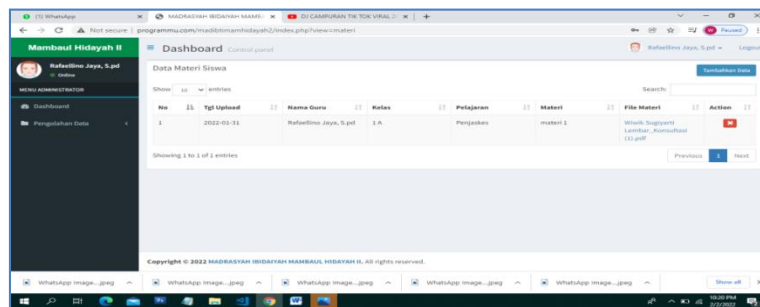 (1) WhatsApp
MADRASYAH IBIDAIYAH MAMB
DJ CAMPURAN TIK TOK VIRAL 2
Not secure | programmu.com/madibtimamhidayah2/index.php?view=materi
Paused
Mambaul Hidayah II
Dashboard Control panel
Rafaellino Jaya, S.pd
Logout
Rafaellino Jaya, S.pd
Online
MENU ADMINISTRATOR
Dashboard
Pengolahan Data
Data Materi Siswa
Tambahkan Data
Show 10 entries
Search:
No Tgl Upload Nama Guru Kelas Pelajaran Materi File Materi Action
1 2022-01-31 Rafaellino Jaya, S.pd 1 A Penjaskes materi 1 Wiwik Sugiyarti
Lembar_Konsultasi
(1).pdf
Showing 1 to 1 of 1 entries
Previous 1 Next
Copyright © 2022 MADRASYAH IBIDAIYAH MAMBAUL HIDAYAH II. All rights reserved.
WhatsApp Image....jpeg
WhatsApp Image....jpeg
WhatsApp Image....jpeg
WhatsApp Image....jpeg
WhatsApp Image....jpeg
Show all
10:20 PM
2/2/2022